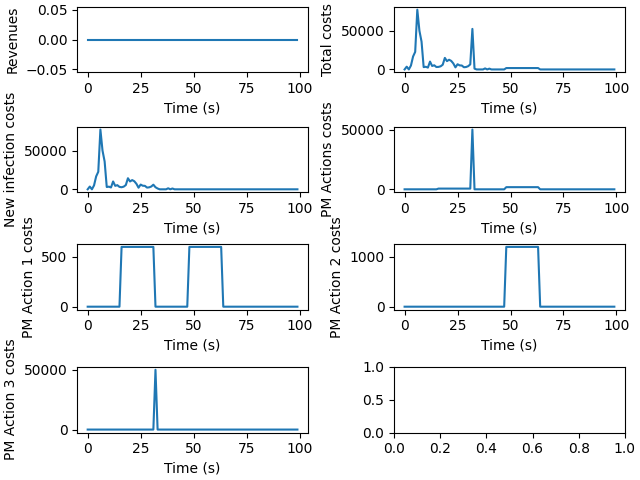 Revenues
0.05
0.00
−0.05
0 25 50 75 100
Time (s)
Total costs
50000
0
0 25 50 75 100
Time (s)
New infection costs
50000
0
0 25 50 75 100
Time (s)
PM Actions costs
50000
0
0 25 50 75 100
Time (s)
PM Action 1 costs
500
0
0 25 50 75 100
Time (s)
PM Action 2 costs
1000
0
0 25 50 75 100
Time (s)
PM Action 3 costs
50000
0
0 25 50 75 100
Time (s)
1.0
0.5
0.0
0.0 0.2 0.4 0.6 0.8 1.0